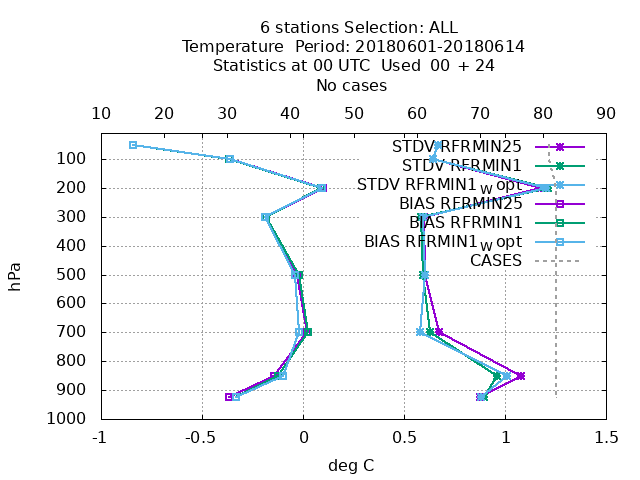 6 stations Selection: ALL
Temperature  Period: 20180601-20180614
Statistics at 00 UTC  Used  00 + 24
No cases
10 20 30 40 50 60 70 80 90
STDV RFRMIN25
STDV RFRMIN1
STDV RFRMIN1w opt
BIAS RFRMIN25
BIAS RFRMIN1
BIAS RFRMIN1w opt
CASES
hPa
100
200
300
400
500
600
700
800
900
1000
-1 -0.5 0 0.5 1 1.5
deg C